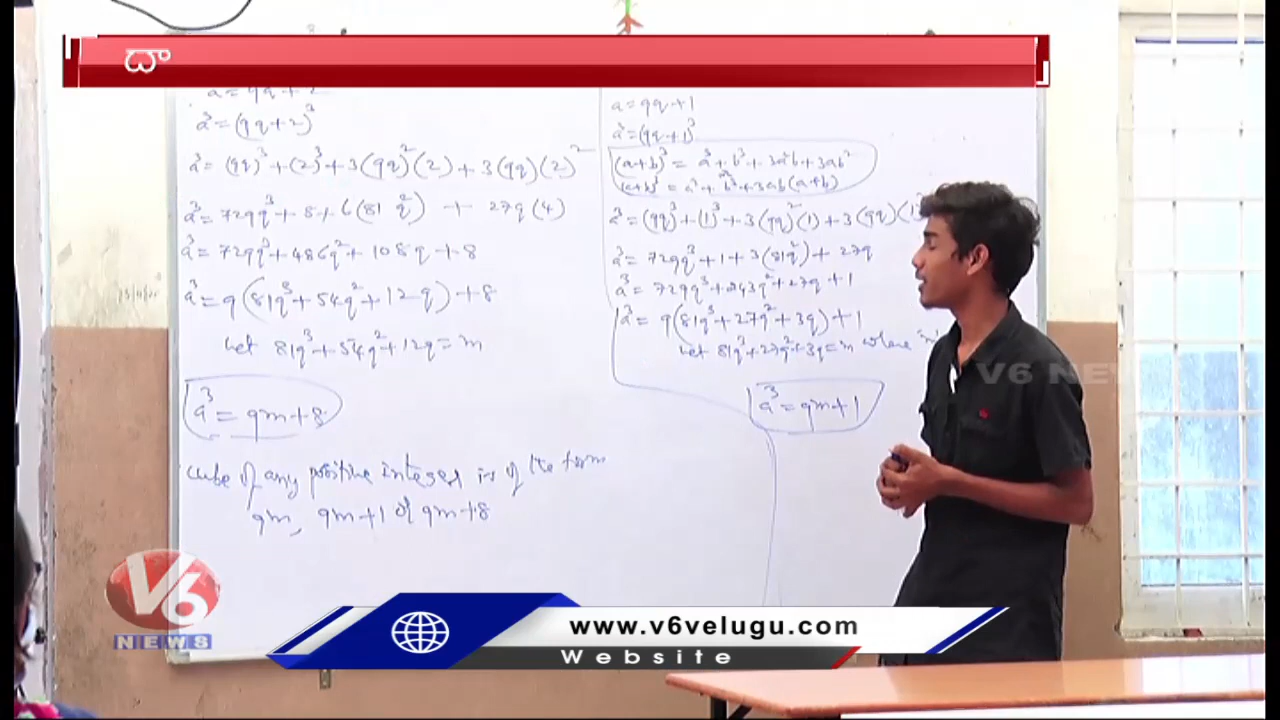 దా
a = 9q + 2
a³ = (9q+2)³
a³ = (9q)³ + (2)³ + 3(9q)²(2) + 3(9q)(2)²
a³ = 729q³ + 8 + 6(81q²) + 27q(4)
a³ = 729q³ + 486q² + 108q + 8
a³ = 9(81q³ + 54q² + 12q) + 8
Let 81q³ + 54q² + 12q = m
a³ = 9m+8
cube of any positive integer is of the form
9m, 9m+1 or 9m+8
a = 9q+1
a³ = (9q+1)³
(a+b)³ = a³+b³+3a²b+3ab²
(a+b)³ = a³+b³+3ab(a+b)
a³ = (9q)³ + (1)³ + 3(9q)²(1) + 3(9q)(1)
a³ = 729q³ + 1 + 3(81q²) + 27q
a³ = 729q³ + 243q² + 27q + 1
a³ = 9(81q³ + 27q² + 3q) + 1
Let 81q³ + 27q² + 3q = m where
a³ = 9m+1
V6 NE
V6
NEWS
www.v6velugu.com
Website